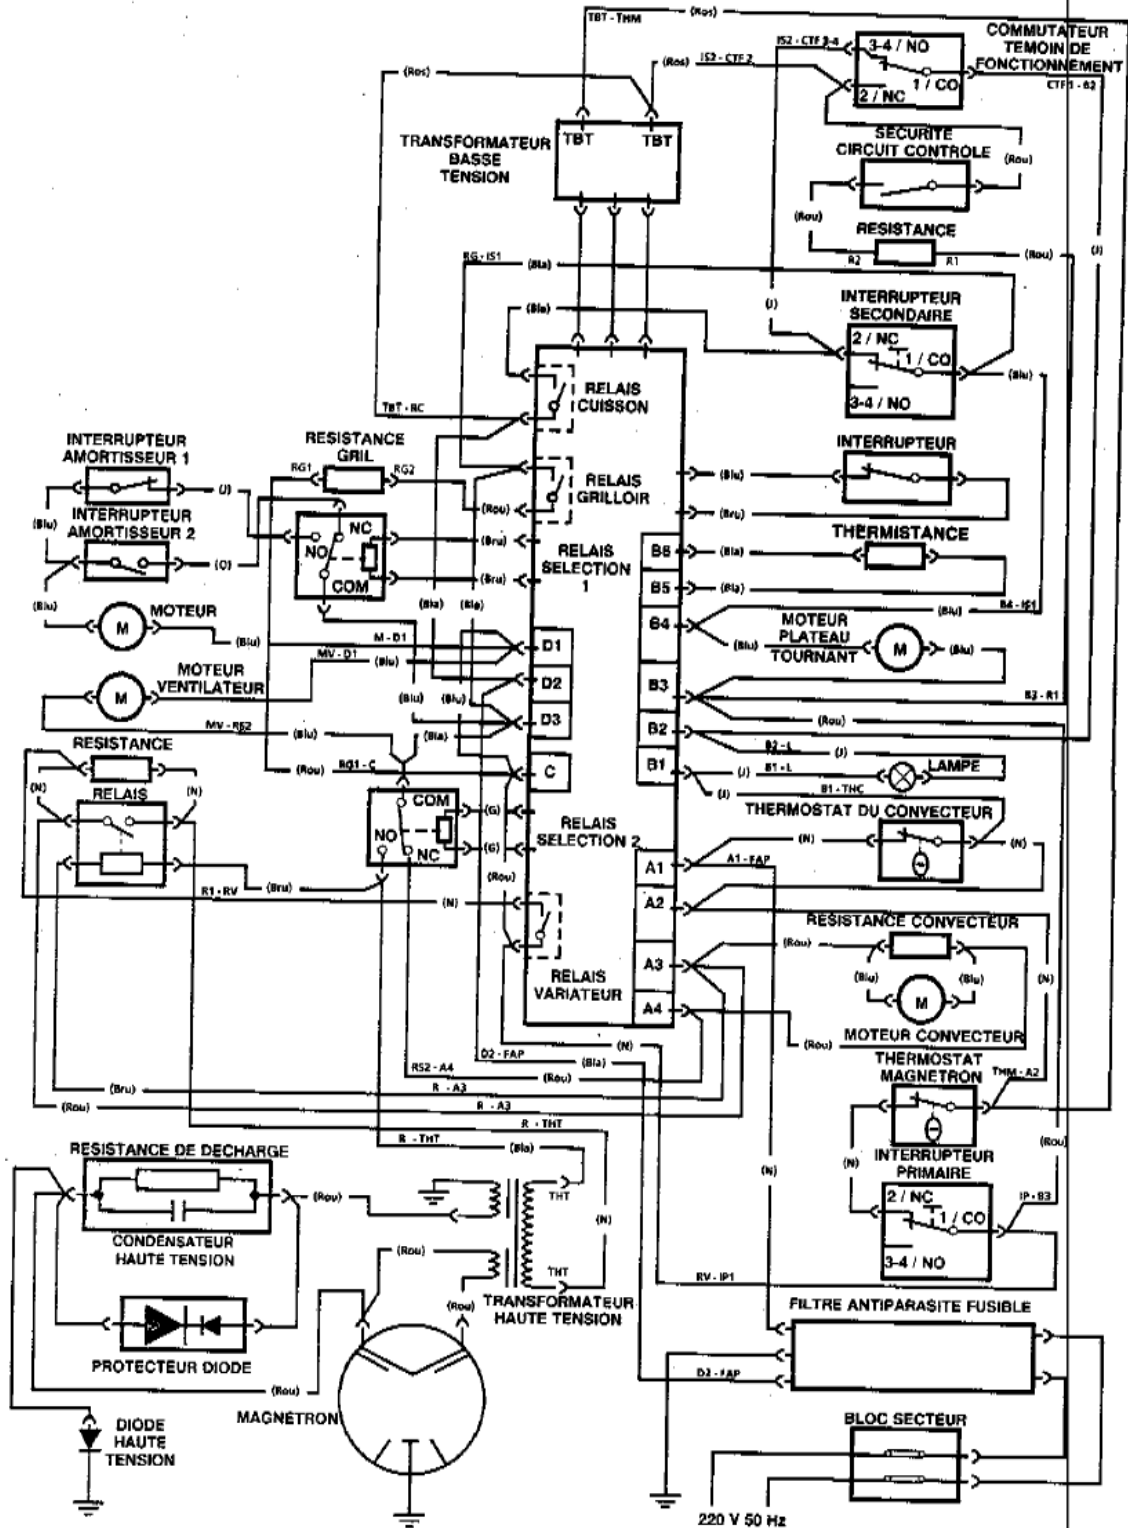 TBT - THM
(Ros)
COMMUTATEUR
TEMOIN DE
FONCTIONNEMENT
IS2 - CTF 3-4
3-4 / NO
1 / CO
2 / NC
CTF1 - B2
(Ros)
(Ros)
IS2 - CTF 2
TBT
TBT
TRANSFORMATEUR
BASSE
TENSION
SECURITE
CIRCUIT CONTROLE
(Rou)
(Rou)
RESISTANCE
R2
R1
(Rou)
(J)
RG - IS1
(Bla)
(Bla)
(J)
INTERRUPTEUR
SECONDAIRE
2 / NC
1 / CO
3-4 / NO
(Blu)
RELAIS
CUISSON
TBT - RC
INTERRUPTEUR
AMORTISSEUR 1
RESISTANCE
GRIL
RG1
RG2
RELAIS
GRILLOIR
INTERRUPTEUR
(Blu)
(Bru)
(J)
(Blu)
INTERRUPTEUR
AMORTISSEUR 2
(O)
(Rou)
NC
NO
COM
(Bru)
(Bru)
RELAIS
SELECTION
1
THERMISTANCE
B6
(Bla)
B5
(Bla)
B4
(Blu)
B4 - IS1
(Blu)
MOTEUR
M
(Blu)
M - D1
(Bla)
(Bla)
MOTEUR
PLATEAU
TOURNANT
(Blu)
M
(Blu)
D1
MV - D1
(Blu)
MOTEUR
VENTILATEUR
M
D2
D3
B3
B3 - R1
(Rou)
(Blu)
(Blu)
MV - RS2
(Blu)
(Bla)
B2
B2 - L
(J)
RESISTANCE
(N)
(N)
RELAIS
(Rou)
RG1 - C
C
B1
(J)
B1 - L
LAMPE
(J)
B1 - THC
THERMOSTAT DU CONVECTEUR
COM
NO
NC
(G)
(G)
RELAIS
SELECTION 2
(N)
(N)
A1
A1 - FAP
R1 - RV
(Bru)
(N)
(Rou)
A2
RESISTANCE CONVECTEUR
(Rou)
(Blu)
M
(Blu)
(N)
A3
RELAIS
VARIATEUR
A4
MOTEUR CONVECTEUR
(Rou)
(N)
D2 - FAP
(Bla)
RS2 - A4
(Rou)
THERMOSTAT
MAGNETRON
THM - A2
(Bru)
R - A3
(Rou)
R - A3
R - THT
R - THT
(Bla)
(Rou)
(N)
(N)
INTERRUPTEUR
PRIMAIRE
2 / NC
1 / CO
3-4 / NO
IP - B3
RESISTANCE DE DECHARGE
(Rou)
CONDENSATEUR
HAUTE TENSION
THT
(N)
THT
(Rou)
(Rou)
TRANSFORMATEUR
HAUTE TENSION
RV - IP1
FILTRE ANTIPARASITE FUSIBLE
PROTECTEUR DIODE
(Rou)
MAGNÉTRON
D2 - FAP
DIODE
HAUTE
TENSION
BLOC SECTEUR
220 V 50 Hz